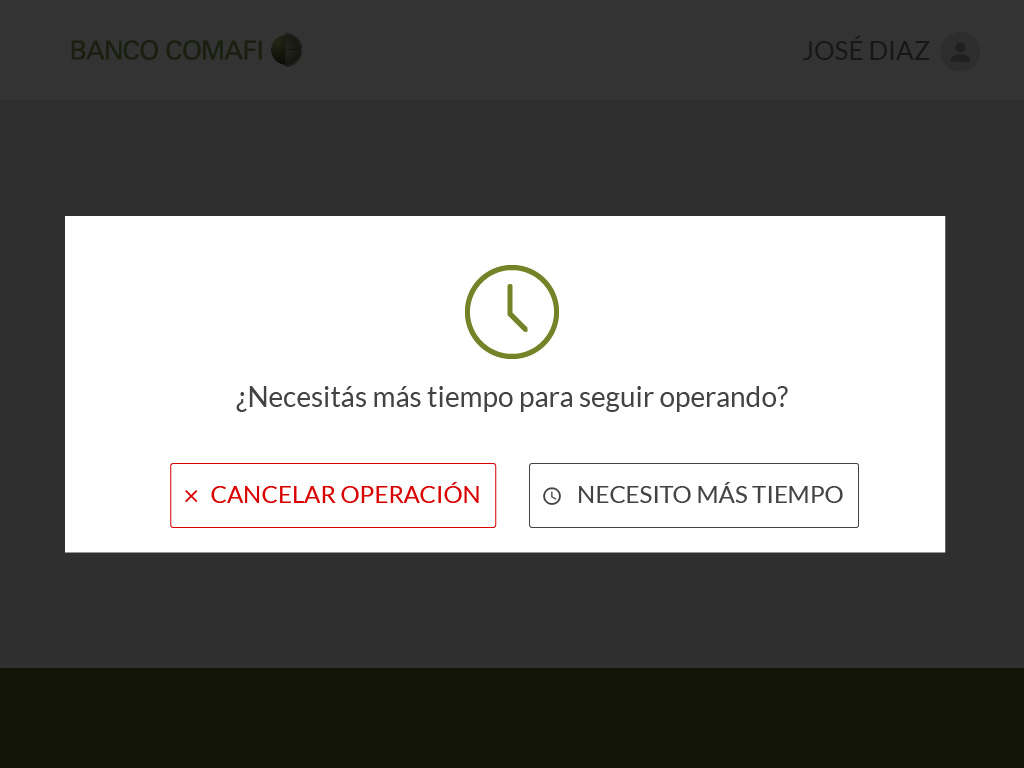 BANCO COMAFI
JOSÉ DIAZ
¿Necesitás más tiempo para seguir operando?
CANCELAR OPERACIÓN
NECESITO MÁS TIEMPO